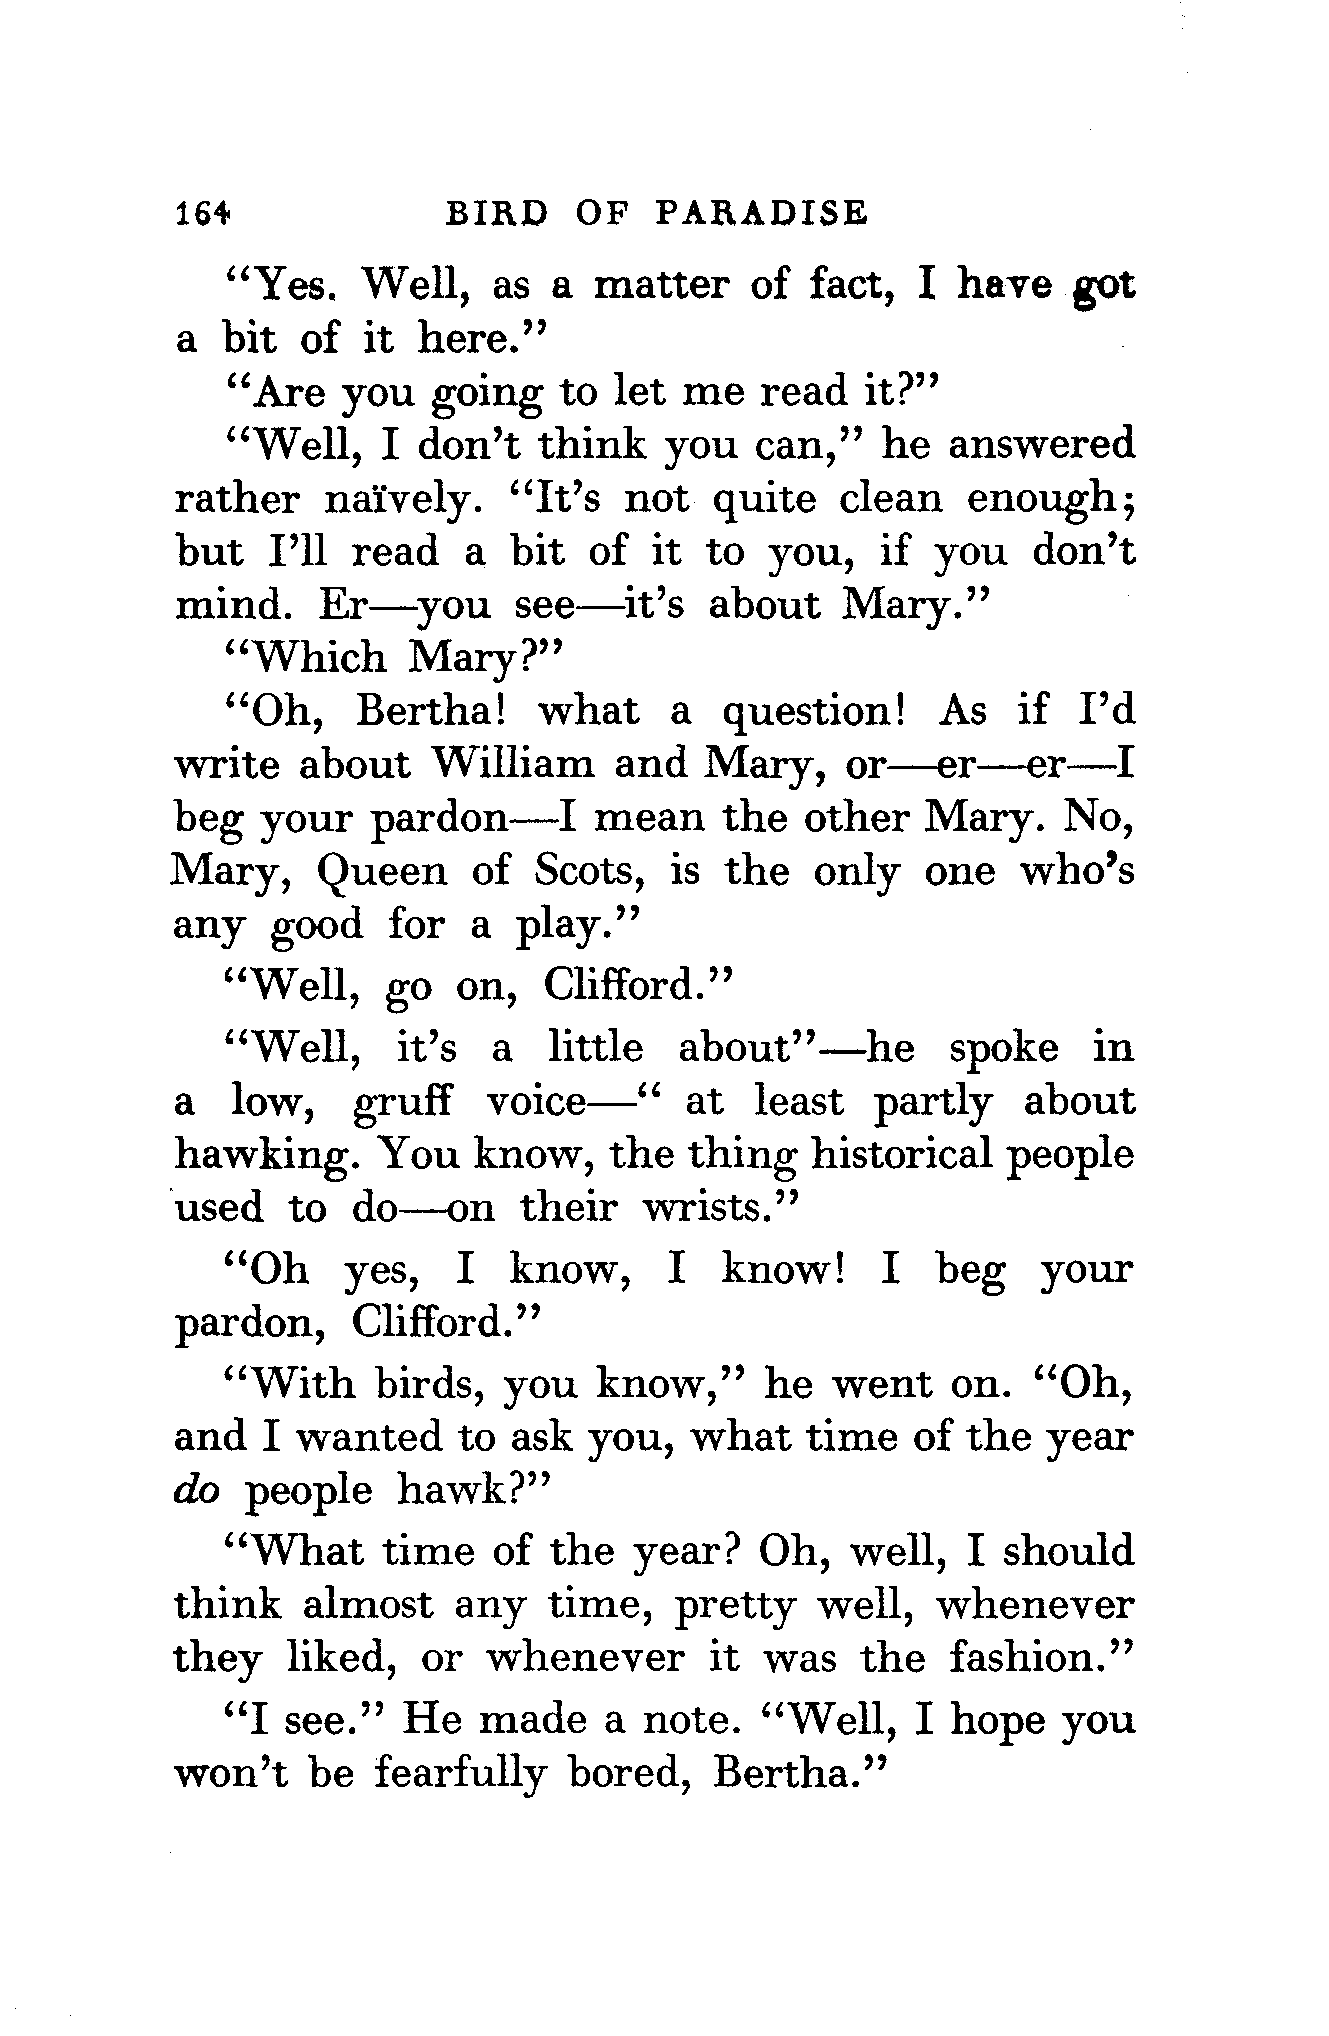 164 BIRD OF PARADISE
“Yes. Well, as a matter of fact, I have got
a bit of it here.”
“Are you going to let me read it?”
“Well, I don’t think you can,” he answered
rather naïvely. “It’s not quite clean enough;
but I’ll read a bit of it to you, if you don’t
mind. Er—you see—it’s about Mary.”
“Which Mary?”
“Oh, Bertha! what a question! As if I’d
write about William and Mary, or—er—er—I
beg your pardon—I mean the other Mary. No,
Mary, Queen of Scots, is the only one who’s
any good for a play.”
“Well, go on, Clifford.”
“Well, it’s a little about”—he spoke in
a low, gruff voice—“ at least partly about
hawking. You know, the thing historical people
used to do—on their wrists.”
“Oh yes, I know, I know! I beg your
pardon, Clifford.”
“With birds, you know,” he went on. “Oh,
and I wanted to ask you, what time of the year
do people hawk?”
“What time of the year? Oh, well, I should
think almost any time, pretty well, whenever
they liked, or whenever it was the fashion.”
“I see.” He made a note. “Well, I hope you
won’t be fearfully bored, Bertha.”